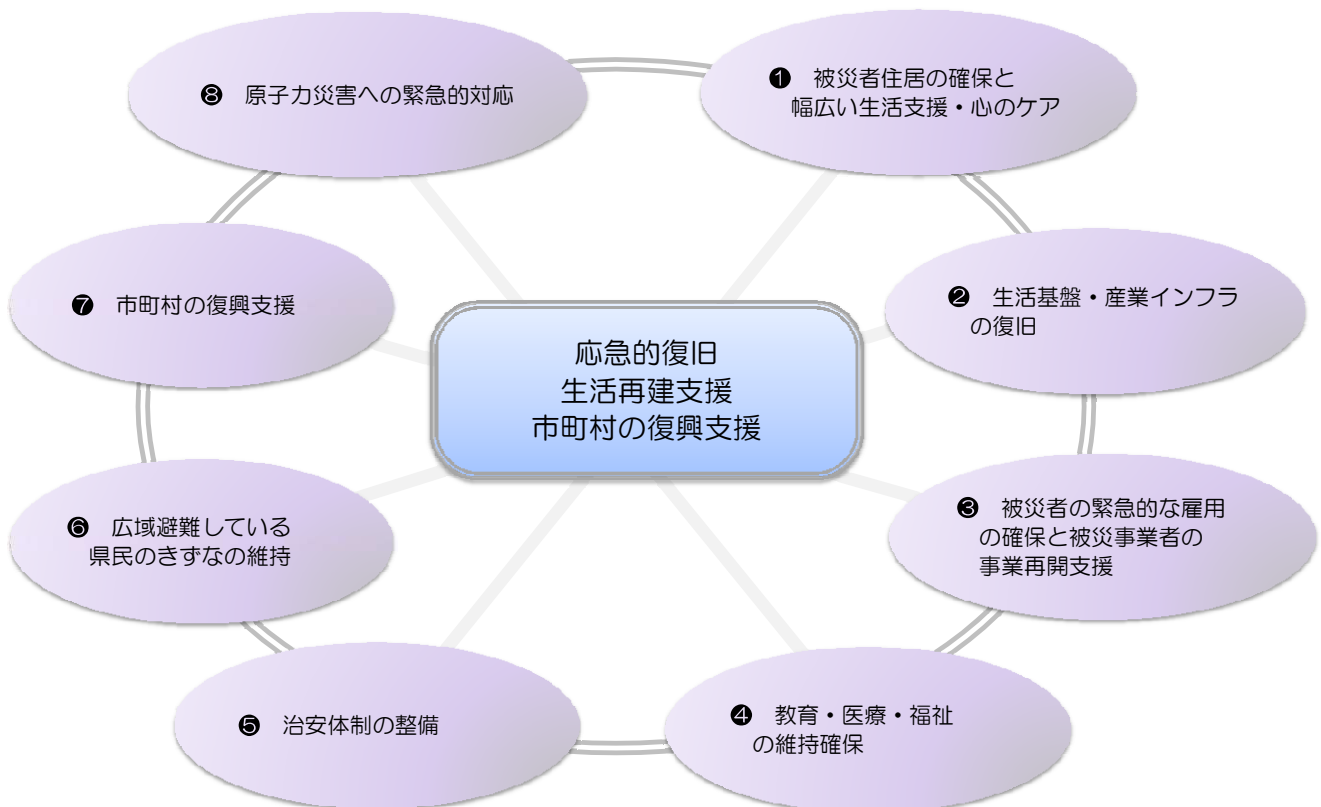 ❶ 被災者住居の確保と
幅広い生活支援・心のケア
❷ 生活基盤・産業インフラ
の復旧
❸ 被災者の緊急的な雇用
の確保と被災事業者の
事業再開支援
❹ 教育・医療・福祉
の維持確保
❺ 治安体制の整備
❻ 広域避難している
県民のきずなの維持
❼ 市町村の復興支援
❽ 原子力災害への緊急的対応
応急的復旧
生活再建支援
市町村の復興支援